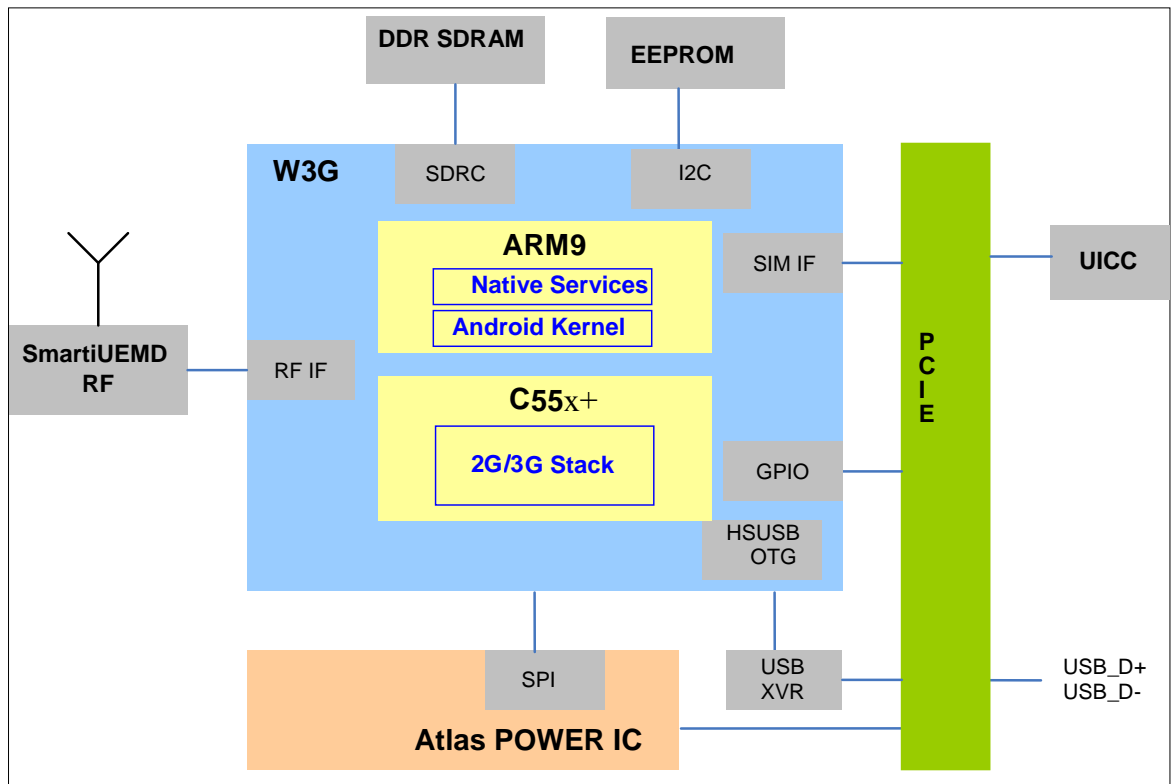 DDR SDRAM
EEPROM
W3G
SDRC
I2C
ARM9
Native Services
Android Kernel
SIM IF
UICC
SmartiUEMD
RF
RF IF
P
C
I
E
C55x+
2G/3G Stack
GPIO
HSUSB
OTG
SPI
USB
XVR
USB_D+
USB_D-
Atlas POWER IC